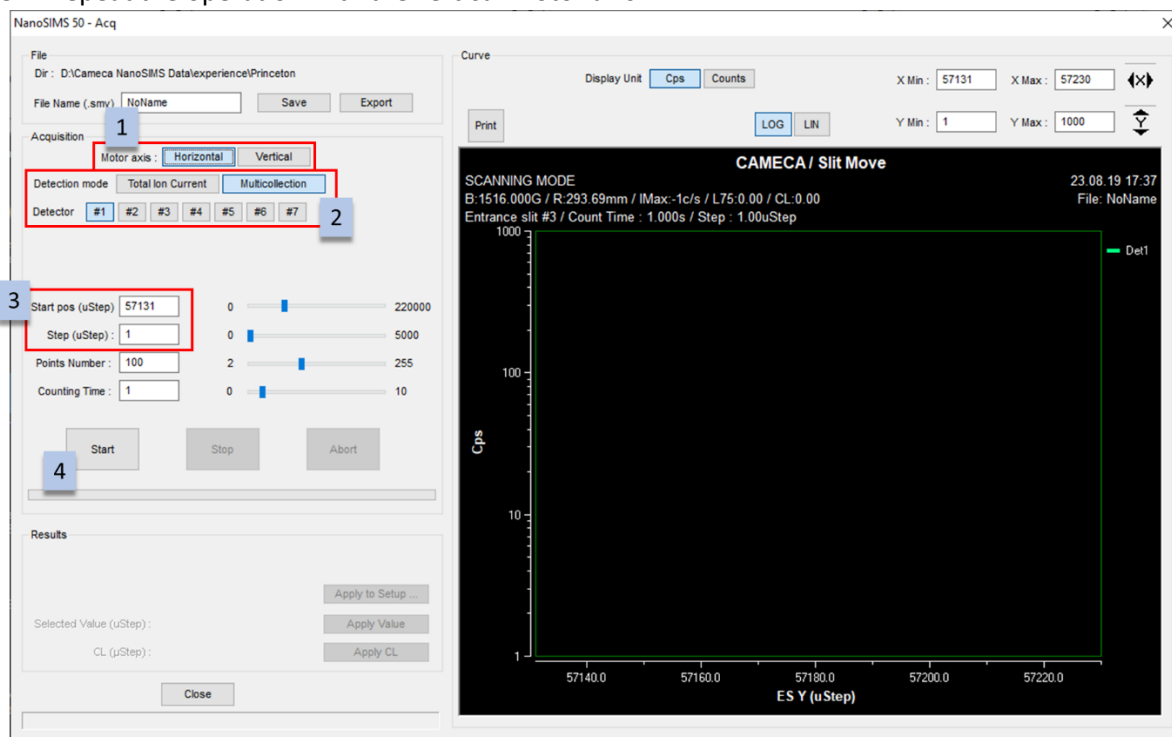 NanoSIMS 50 - Acq
File
Dir : D:\Cameca NanoSIMS Data\experience\Princeton
File Name (.smv) NoName Save Export
1
Acquisition
Motor axis : Horizontal Vertical
Detection mode Total Ion Current Multicollection
Detector #1 #2 #3 #4 #5 #6 #7
2
3
Start pos (uStep) 57131 0 220000
Step (uStep) : 1 0 5000
Points Number : 100 2 255
Counting Time : 1 0 10
Start Stop Abort
4
Results
Apply to Setup ...
Selected Value (uStep) : Apply Value
CL (µStep) : Apply CL
Close
Curve
Display Unit Cps Counts X Min : 57131 X Max : 57230 X
Print LOG LIN Y Min : 1 Y Max : 1000 Y
CAMECA / Slit Move
SCANNING MODE 23.08.19 17:37
B:1516.000G / R:293.69mm / IMax:-1c/s / L75:0.00 / CL:0.00 File: NoName
Entrance slit #3 / Count Time : 1.000s / Step : 1.00uStep
1000
Det1
100
Cps
10
1
57140.0 57160.0 57180.0 57200.0 57220.0
ES Y (uStep)